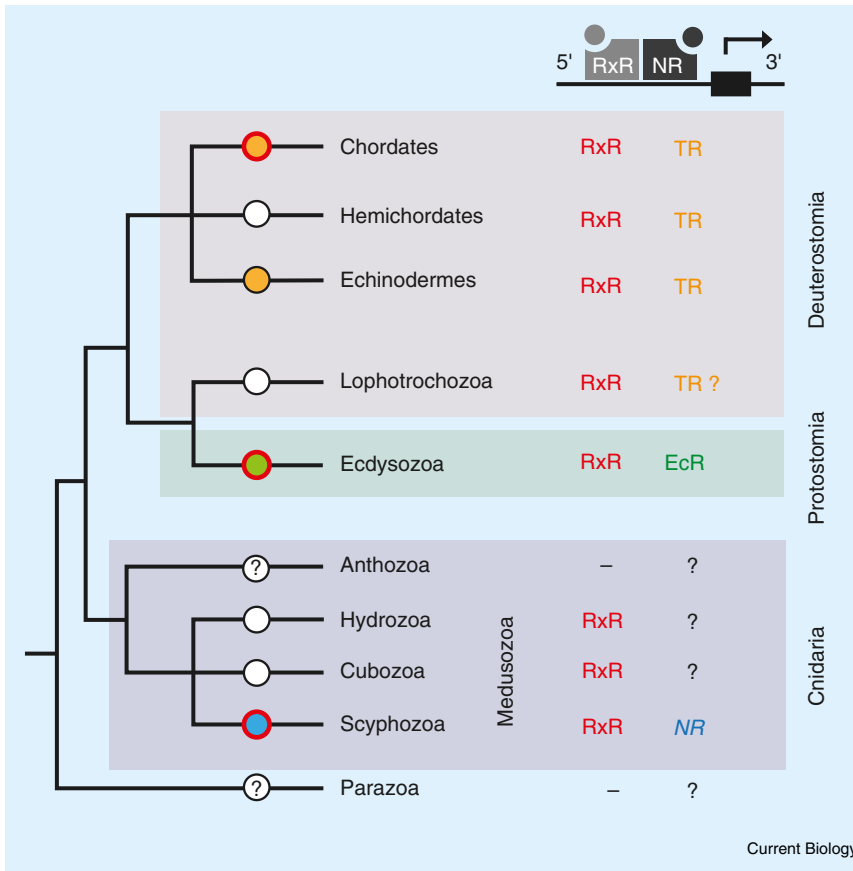 5' RxR NR 3'
Chordates RxR TR
Hemichordates RxR TR
Echinodermes RxR TR
Lophotrochozoa RxR TR ?
Ecdysozoa RxR EcR
? Anthozoa – ?
Hydrozoa RxR ?
Cubozoa RxR ?
Scyphozoa RxR NR
? Parazoa – ?
Medusozoa
Deuterostomia
Protostomia
Cnidaria
Current Biology